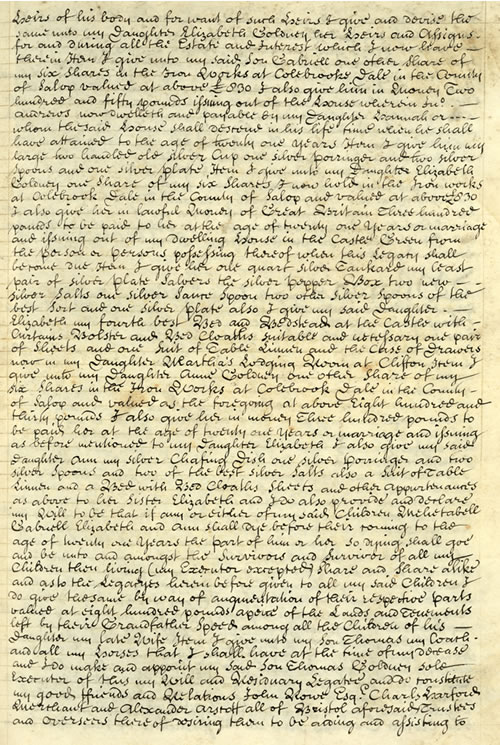 Heirs of his body and for want of such Heirs I give and devise the
same unto my Daughter Elizabeth Goldney her Heirs and Assigns
for and during all the Estate and Interest which I now have
therein Item I give unto my said Son Gabriell one other share of
my six Shares in the Iron Works at Colebrooke Dale in the County
of Salop valued at above £830 I also give him in Money Two
hundred and fifty pounds issuing out of the House wherein
Andrews now dwelleth and payable by my Daughter Hannah or
whom the said House shall descend in his life time when he shall
have attained to the age of twenty one Years Item I give him my
large two handled old Silver Cup one silver porringer and two silver
Spoons and one silver plate Item I give unto my Daughter Elizabeth
Goldney one Share of my six Shares I now hold in the Iron works
at Colebrook Dale in the County of Salop and valued at above £830
I also give her in lawful Money of Great Britain Three hundred
pounds to be paid to her at the age of twenty one Years or marriage
and issuing out of my Dwelling House in the Castle Green from
the person or persons possessing thereof when this Legacy shall
become due Item I give her one quart silver Tankard my least
pair of silver plate Salvers the silver pepper Box two new
silver Salts one silver Sauce Spoon two other silver Spoons of the
best sort and one silver plate also I give my said Daughter
Elizabeth my fourth best Bed and Bedstead at the Castle with
Curtains Bolster and Bed Cloaths suitable and necessary one pair
of sheets and one Suit of Table Linnen and the Case of Drawers
now in my Daughter Mehetabells Lodging Room at Clifton Item I
give unto my Daughter Anne Goldney one other Share of my
six Shares in the Iron Works at Colebrook Dale in the County
of Salop and valued as the foregoing at above Eight hundred and
thirty pounds I also give her in money Three hundred pounds to
be paid her at the age of twenty one Years or marriage and issuing
as before mentioned to my Daughter Elizabeth I also give my said
Daughter Ann my silver Chafing Dish one silver Porringer and two
silver Spoons and two of the best silver salts also a Suit of Table
Linnen and a Bed with Bed Cloaths Sheets and other appurtenances
as above to her Sister Elizabeth and I do also provide and declare
my Will to be that if any or either of my said Children Mehetabell
Gabriell Elizabeth and Ann shall dye before their coming to the
age of twenty one Years the part of him or her so dying shall goe
and be unto and amongst the Survivors and Survivor of all my
Children then living (my Executor excepted) share and share alike
and as to the Legacyes herein before given to all my said Children I
do give the same by way of augmentation of their respective parts
valued at eight hundred pounds apeice of the Lands and Tenements
left by their Grandfather Speed among all the Children of his
Daughter my late Wife Item I give unto my Son Thomas my Coach
and all my Horses that I shall have at the time of my decease
and I do make and appoint my said Son Thomas Goldney sole
Executor of this my Will and Residuary Legatee and do constitute
my good ffriends and Relations John Rowe Esqr. Charles Harford
Merchant and Alexander Arscott all of Bristol aforesaid Trustees
and Overseers thereof desiring them to be aiding and assisting to